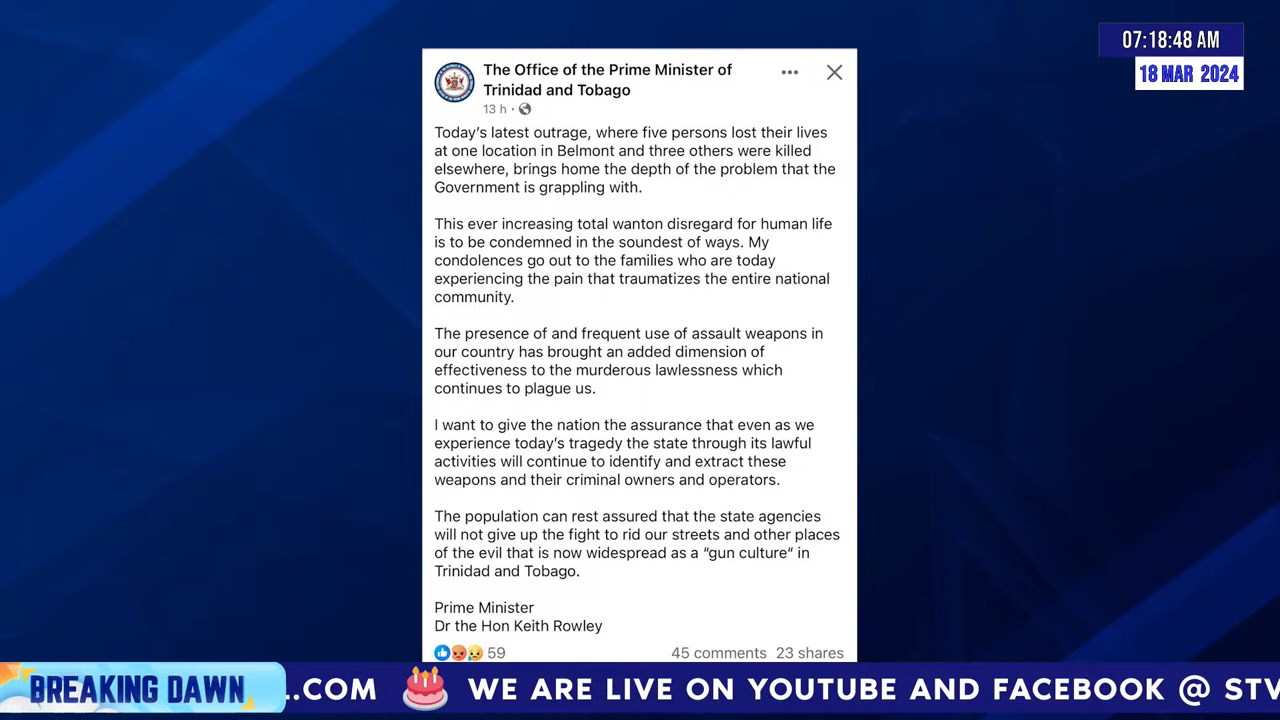 07:18:48 AM
18 MAR 2024
The Office of the Prime Minister of
Trinidad and Tobago
13 h ·
Today's latest outrage, where five persons lost their lives
at one location in Belmont and three others were killed
elsewhere, brings home the depth of the problem that the
Government is grappling with.
This ever increasing total wanton disregard for human life
is to be condemned in the soundest of ways. My
condolences go out to the families who are today
experiencing the pain that traumatizes the entire national
community.
The presence of and frequent use of assault weapons in
our country has brought an added dimension of
effectiveness to the murderous lawlessness which
continues to plague us.
I want to give the nation the assurance that even as we
experience today's tragedy the state through its lawful
activities will continue to identify and extract these
weapons and their criminal owners and operators.
The population can rest assured that the state agencies
will not give up the fight to rid our streets and other places
of the evil that is now widespread as a “gun culture“ in
Trinidad and Tobago.
Prime Minister
Dr the Hon Keith Rowley
59 45 comments 23 shares
BREAKING DAWN L.COM WE ARE LIVE ON YOUTUBE AND FACEBOOK @ STV